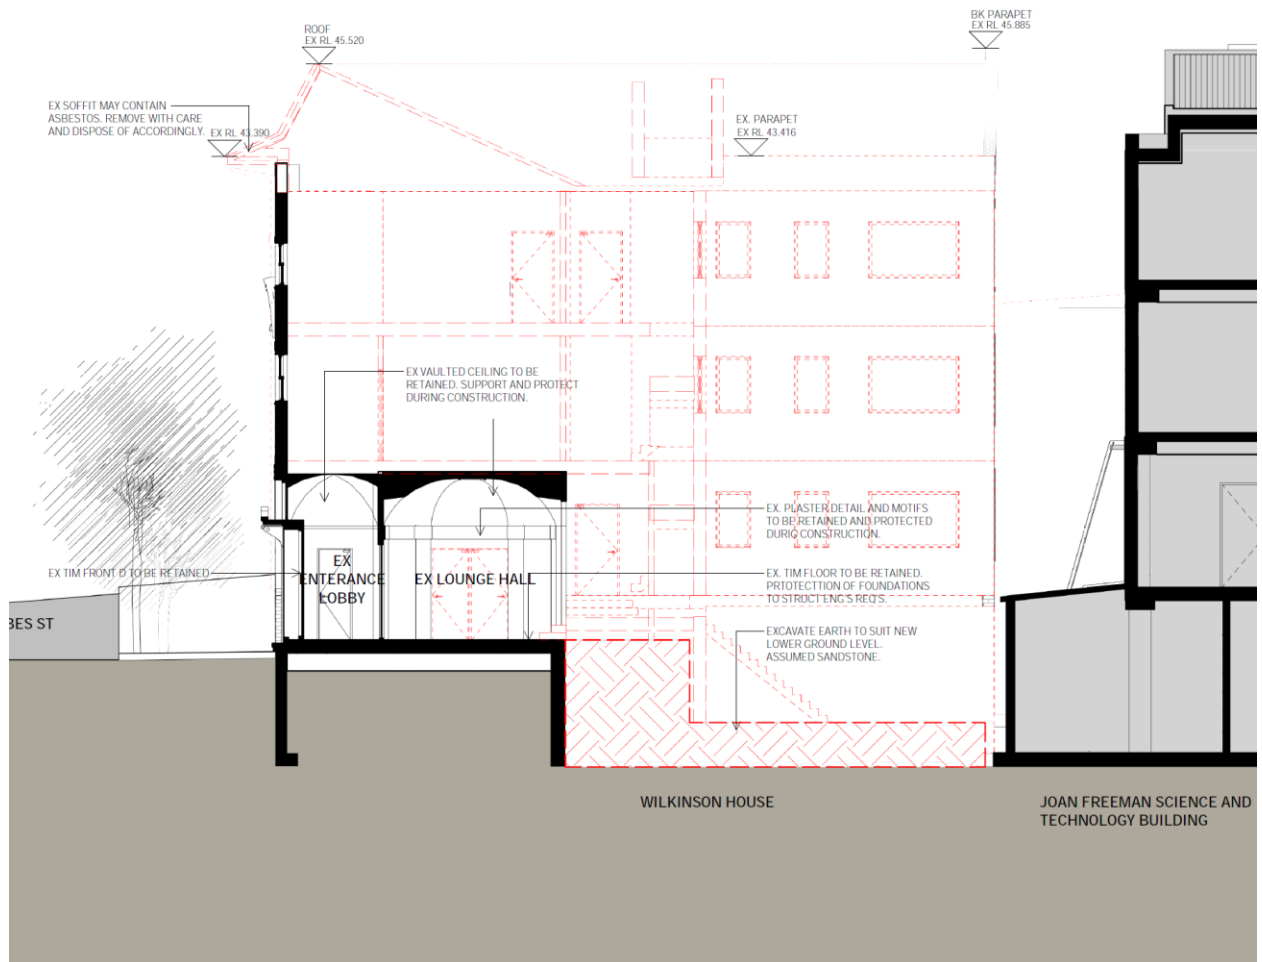 BK PARAPET
EX RL 45.885
ROOF
EX RL 45.520
EX SOFFIT MAY CONTAIN
ASBESTOS. REMOVE WITH CARE
AND DISPOSE OF ACCORDINGLY.
EX RL 43.390
EX. PARAPET
EX RL 43.416
EX VAULTED CEILING TO BE
RETAINED. SUPPORT AND PROTECT
DURING CONSTRUCTION.
EX. PLASTER DETAIL AND MOTIFS
TO BE RETAINED AND PROTECTED
DURIG CONSTRUCTION.
EX TIM FRONT D TO BE RETAINED
EX
ENTERANCE
LOBBY
EX LOUNGE HALL
EX. TIM FLOOR TO BE RETAINED.
PRTOTECTTION OF FOUNDATIONS
TO STRUCT ENG'S REQ'S.
BES ST
EXCAVATE EARTH TO SUIT NEW
LOWER GROUND LEVEL.
ASSUMED SANDSTONE.
WILKINSON HOUSE
JOAN FREEMAN SCIENCE AND
TECHNOLOGY BUILDING